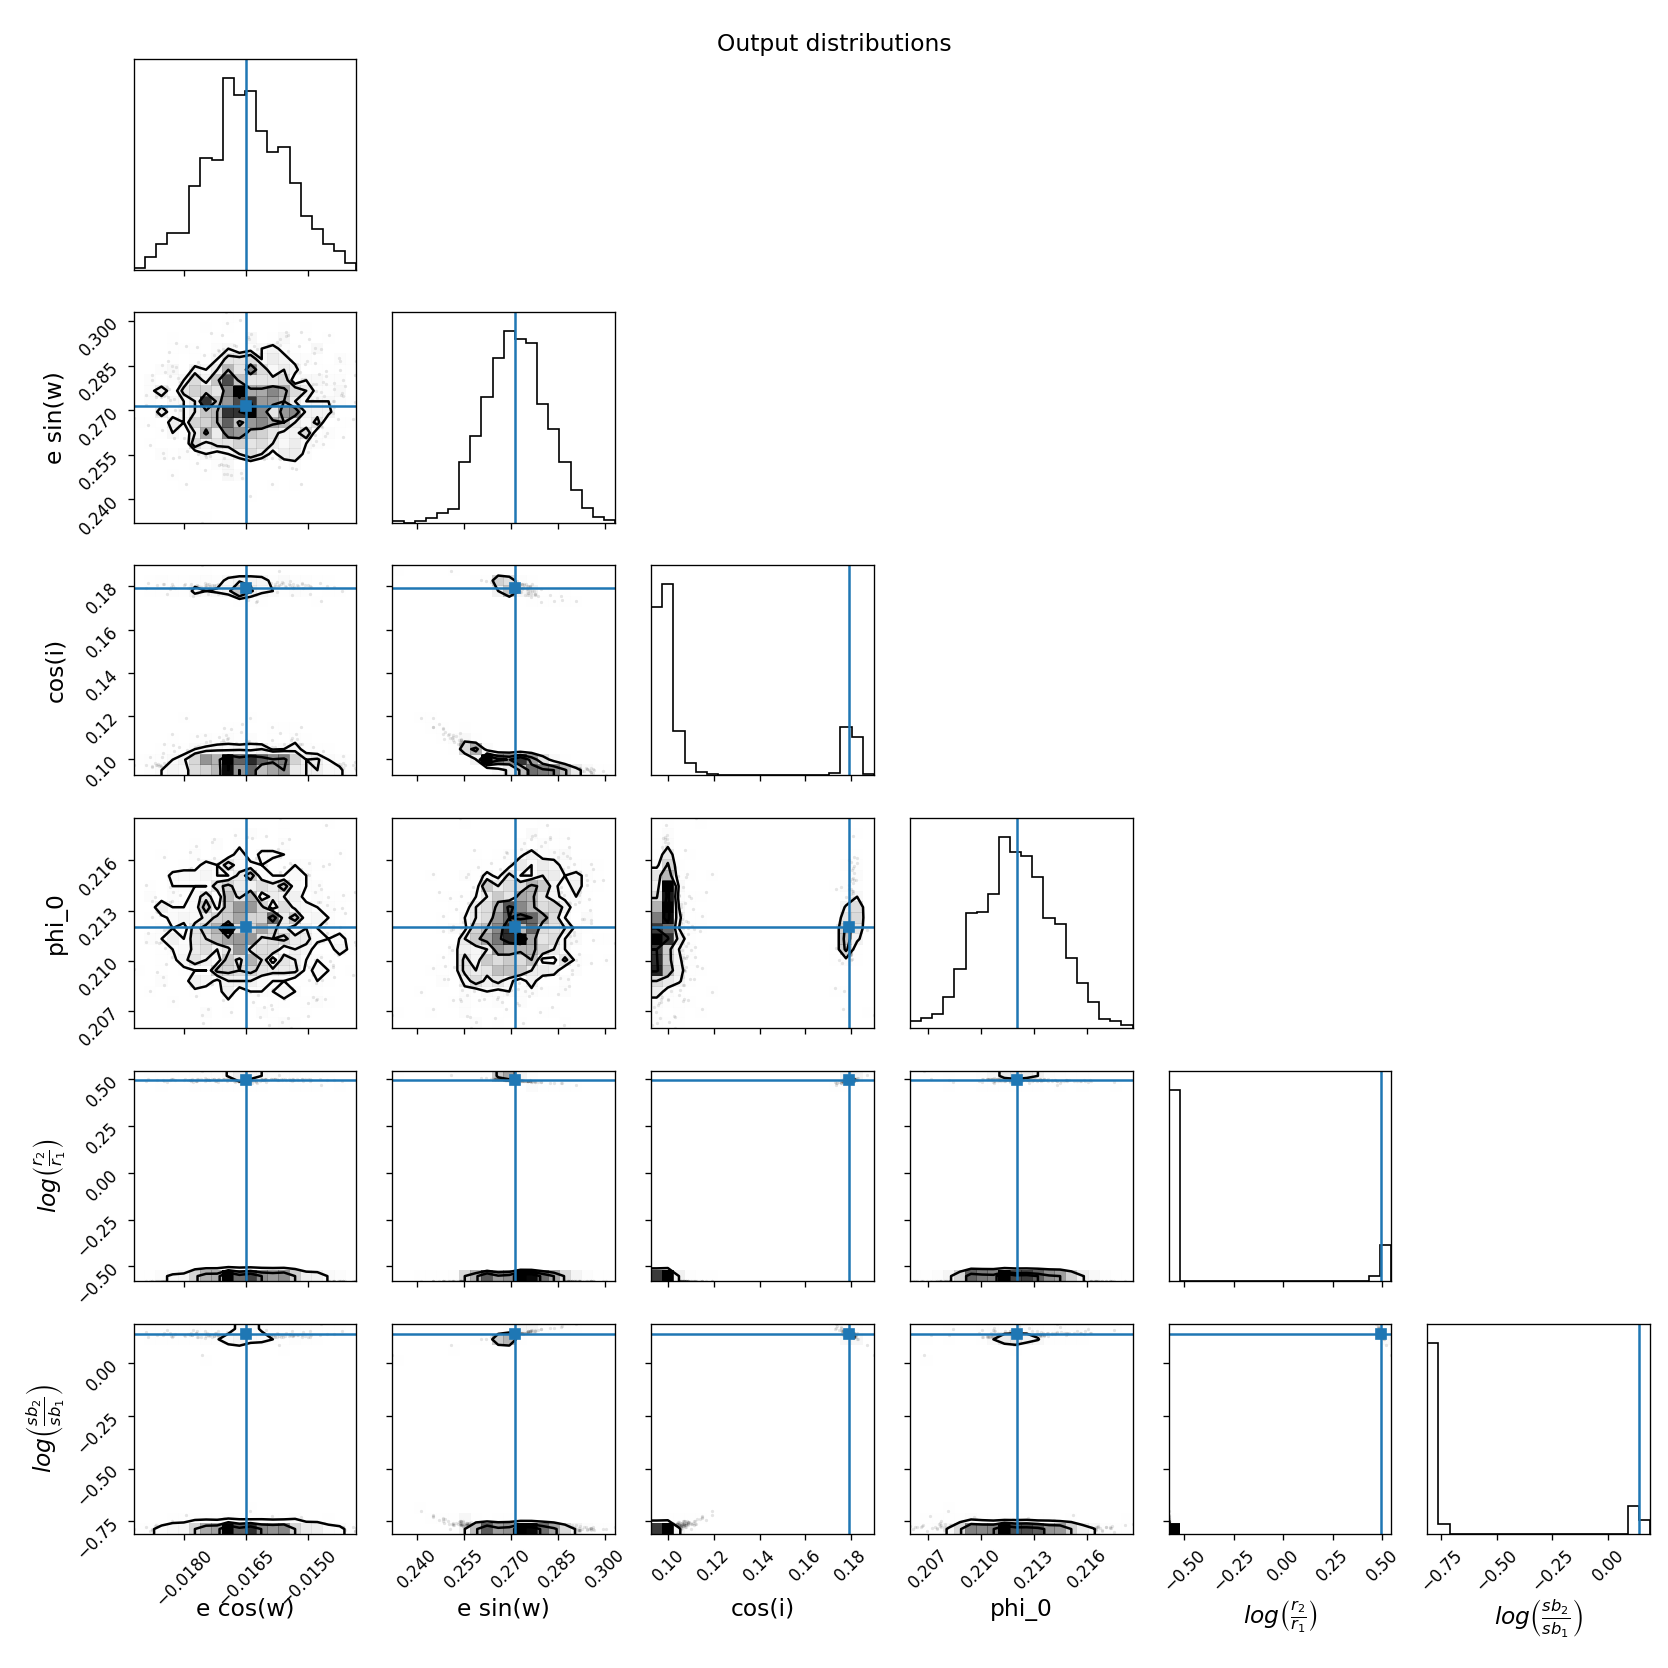 Output distributions
0.300
0.285
0.270
0.255
0.240
e sin(w)
0.18
0.16
0.14
0.12
0.10
cos(i)
0.216
0.213
0.210
0.207
phi_0
0.50
0.25
0.00
−0.25
−0.50
log(r₂/r₁)
0.00
−0.25
−0.50
−0.75
log(sb₂/sb₁)
−0.0180 −0.0165 −0.0150
0.240 0.255 0.270 0.285 0.300
0.10 0.12 0.14 0.16 0.18
0.207 0.210 0.213 0.216
−0.50 −0.25 0.00 0.25 0.50
−0.75 −0.50 −0.25 0.00
e cos(w) e sin(w) cos(i) phi_0 log(r₂/r₁) log(sb₂/sb₁)